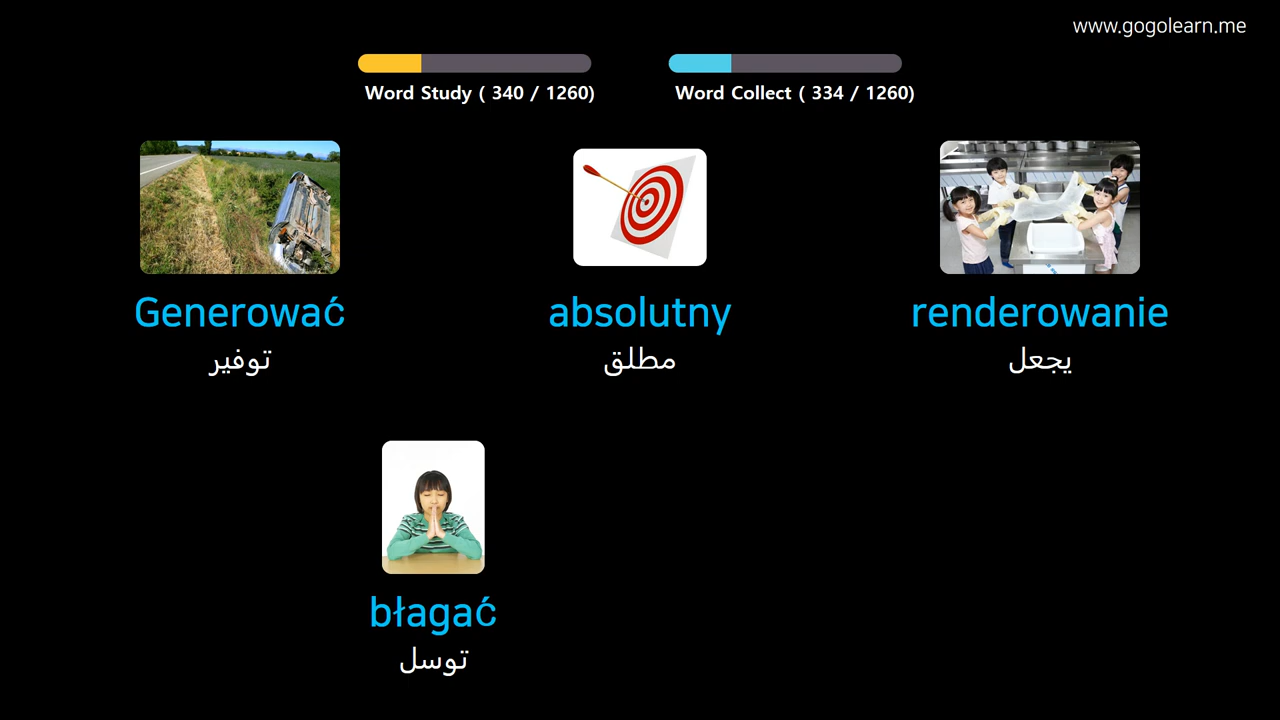 www.gogolearn.me
Word Study ( 340 / 1260)
Word Collect ( 334 / 1260)
Generować
absolutny
renderowanie
توفير
مطلق
يجعل
błagać
توسل